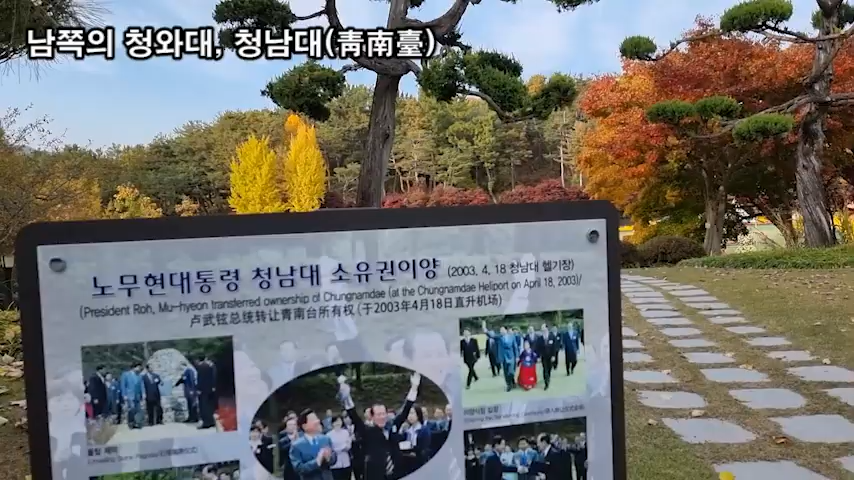 남쪽의 청와대, 청남대(靑南臺)
노무현대통령 청남대 소유권이양 (2003, 4, 18 청남대 헬기장)
(President Roh, Mu-hyeon transferred ownership of Chungnamdae (at the Chungnamdae Heliport on April 18, 2003)/
卢武铉总统转让青南台所有权 (于2003年4月18日直升机场)